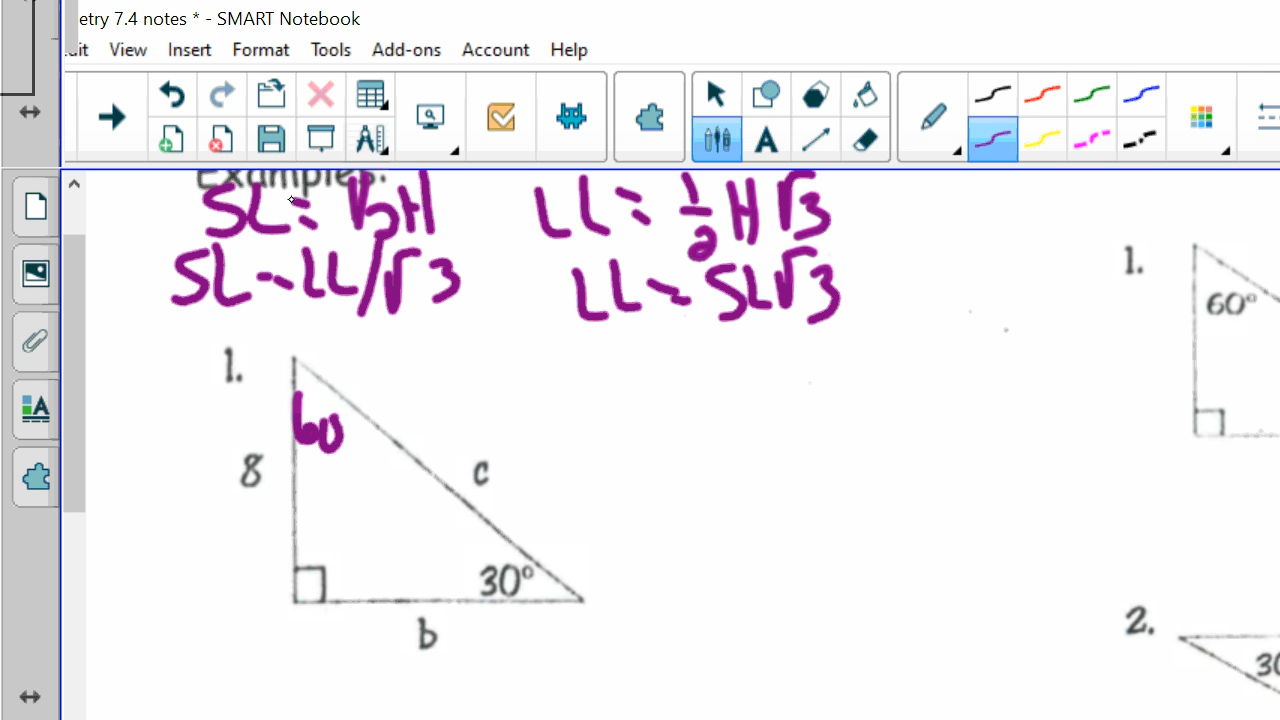 etry 7.4 notes * - SMART Notebook
dit View Insert Format Tools Add-ons Account Help
Examples:
SL = ½H LL = ½ H √3
SL = LL/√3 LL = SL√3
1.
60
8
c
30°
b
1.
60°
2.
30